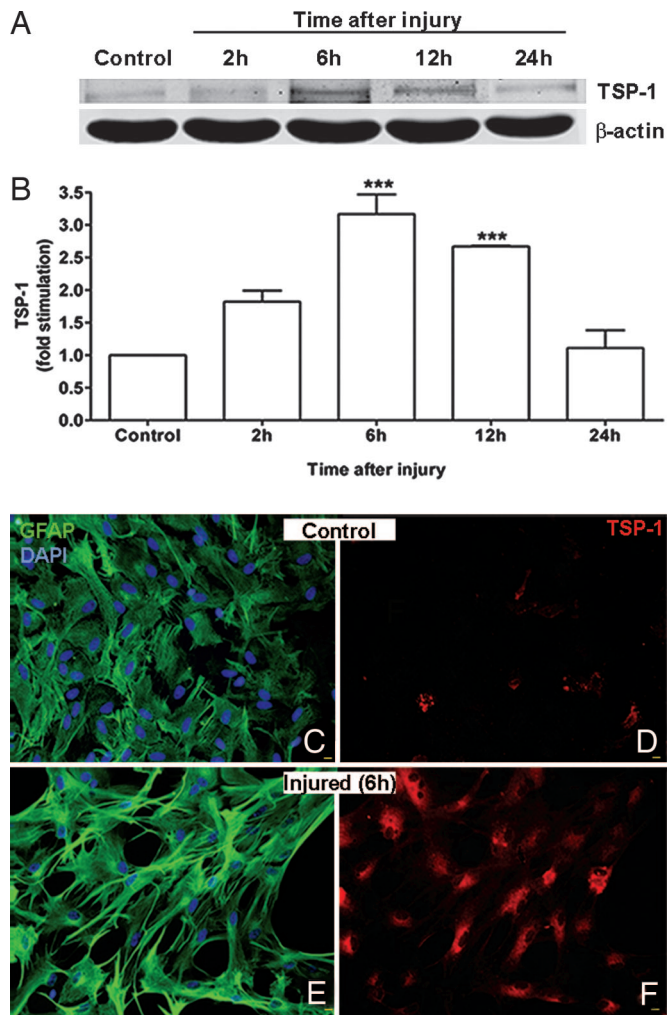 A
Time after injury
Control 2h 6h 12h 24h
TSP-1
β-actin
B
TSP-1
(fold stimulation)
3.5
3.0
2.5
2.0
1.5
1.0
0.5
0.0
***
***
Control 2h 6h 12h 24h
Time after injury
GFAP
DAPI
Control
TSP-1
C
D
Injured (6h)
E
F